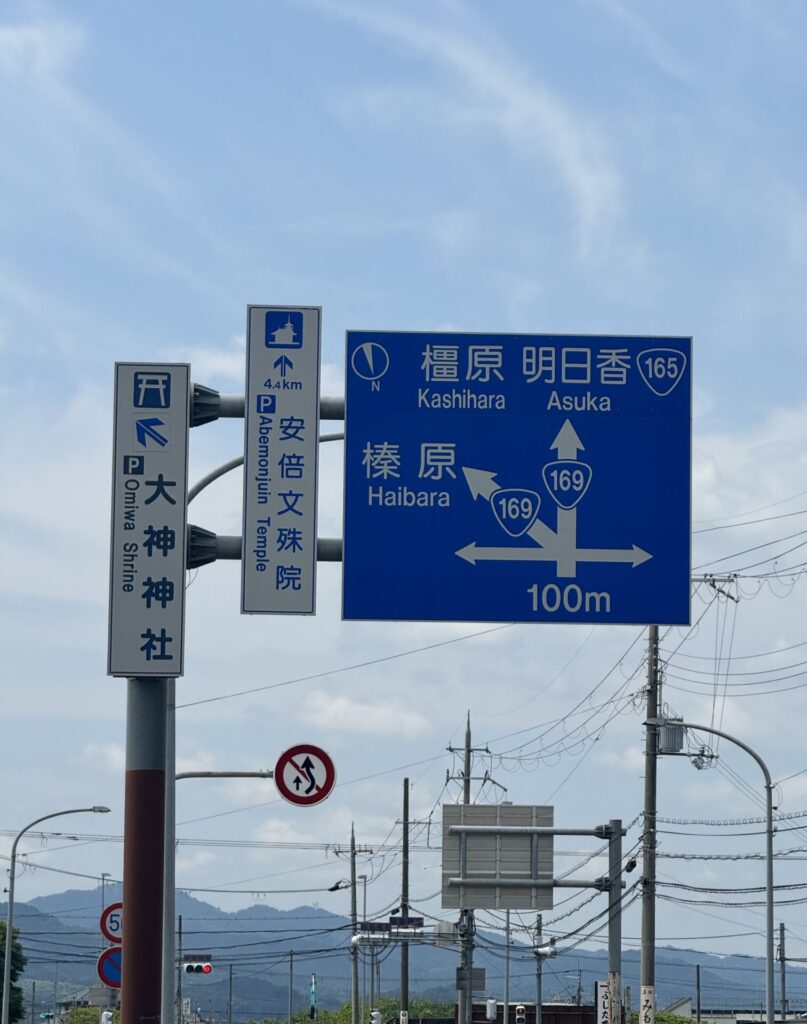 大神神社
Omiwa Shrine
P
4.4km
P
安倍文殊院
Abemonjuin Temple
N
橿原 明日香 165
Kashihara Asuka
榛原
Haibara
169
169
100m